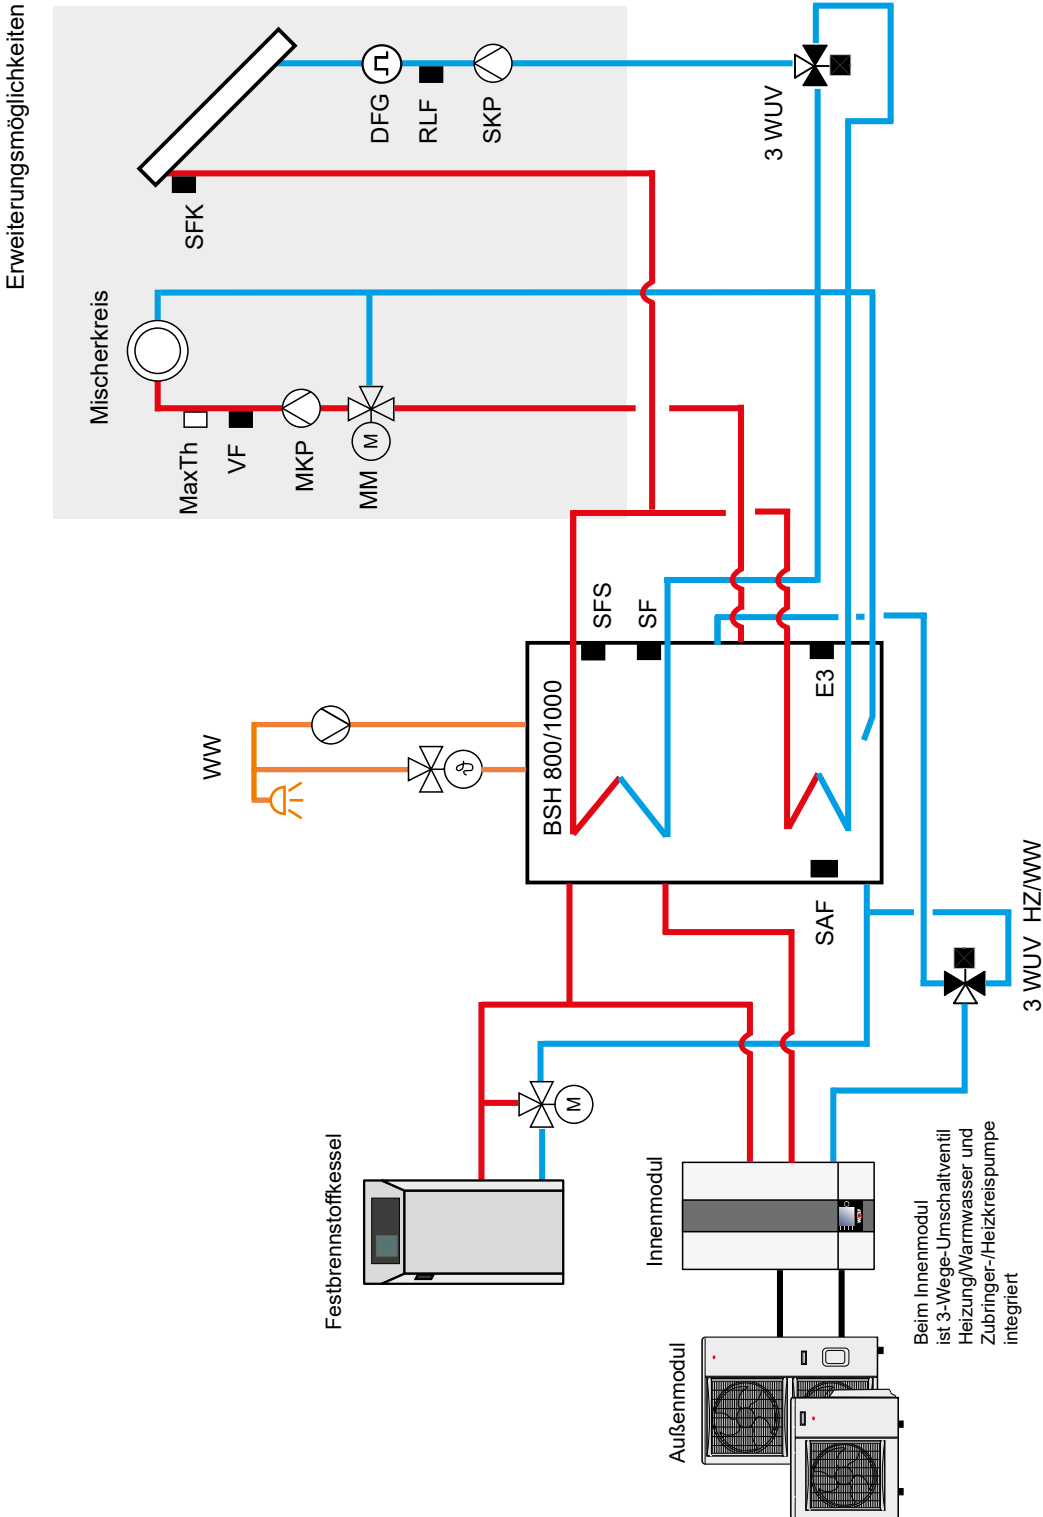 Erweiterungsmöglichkeiten
Mischerkreis
SFK
DFG
RLF
SKP
3 WUV
MaxTh
VF
MKP
MM
M
WW
ϑ
BSH 800/1000
SFS
SF
E3
SAF
3 WUV HZ/WW
Festbrennstoffkessel
M
Innenmodul
Außenmodul
Beim Innenmodul
ist 3-Wege-Umschaltventil
Heizung/Warmwasser und
Zubringer-/Heizkreispumpe
integriert